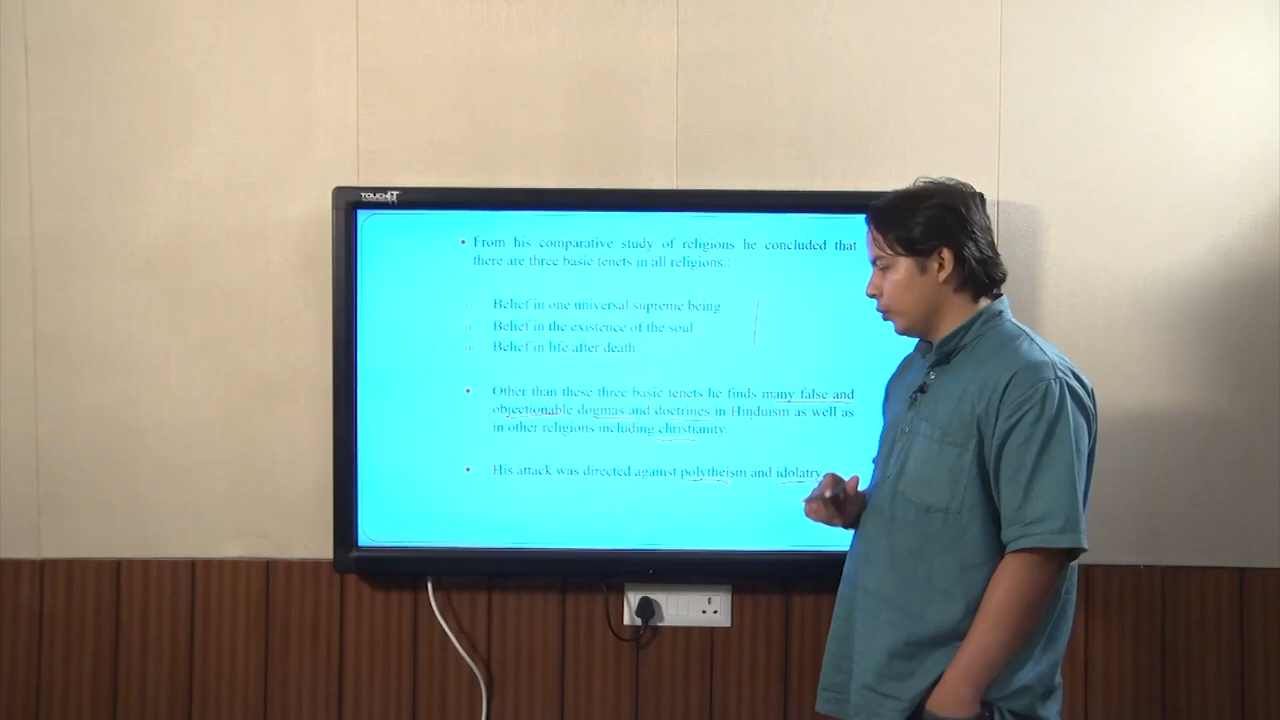 TOUCHIT
• From his comparative study of religions he concluded that
there are three basic tenets in all religions.:
Belief in one universal supreme being
Belief in the existence of the soul
Belief in life after death
• Other than these three basic tenets he finds many false and
objectionable dogmas and doctrines in Hinduism as well as
in other religions including christianity.
• His attack was directed against polytheism and idolatry